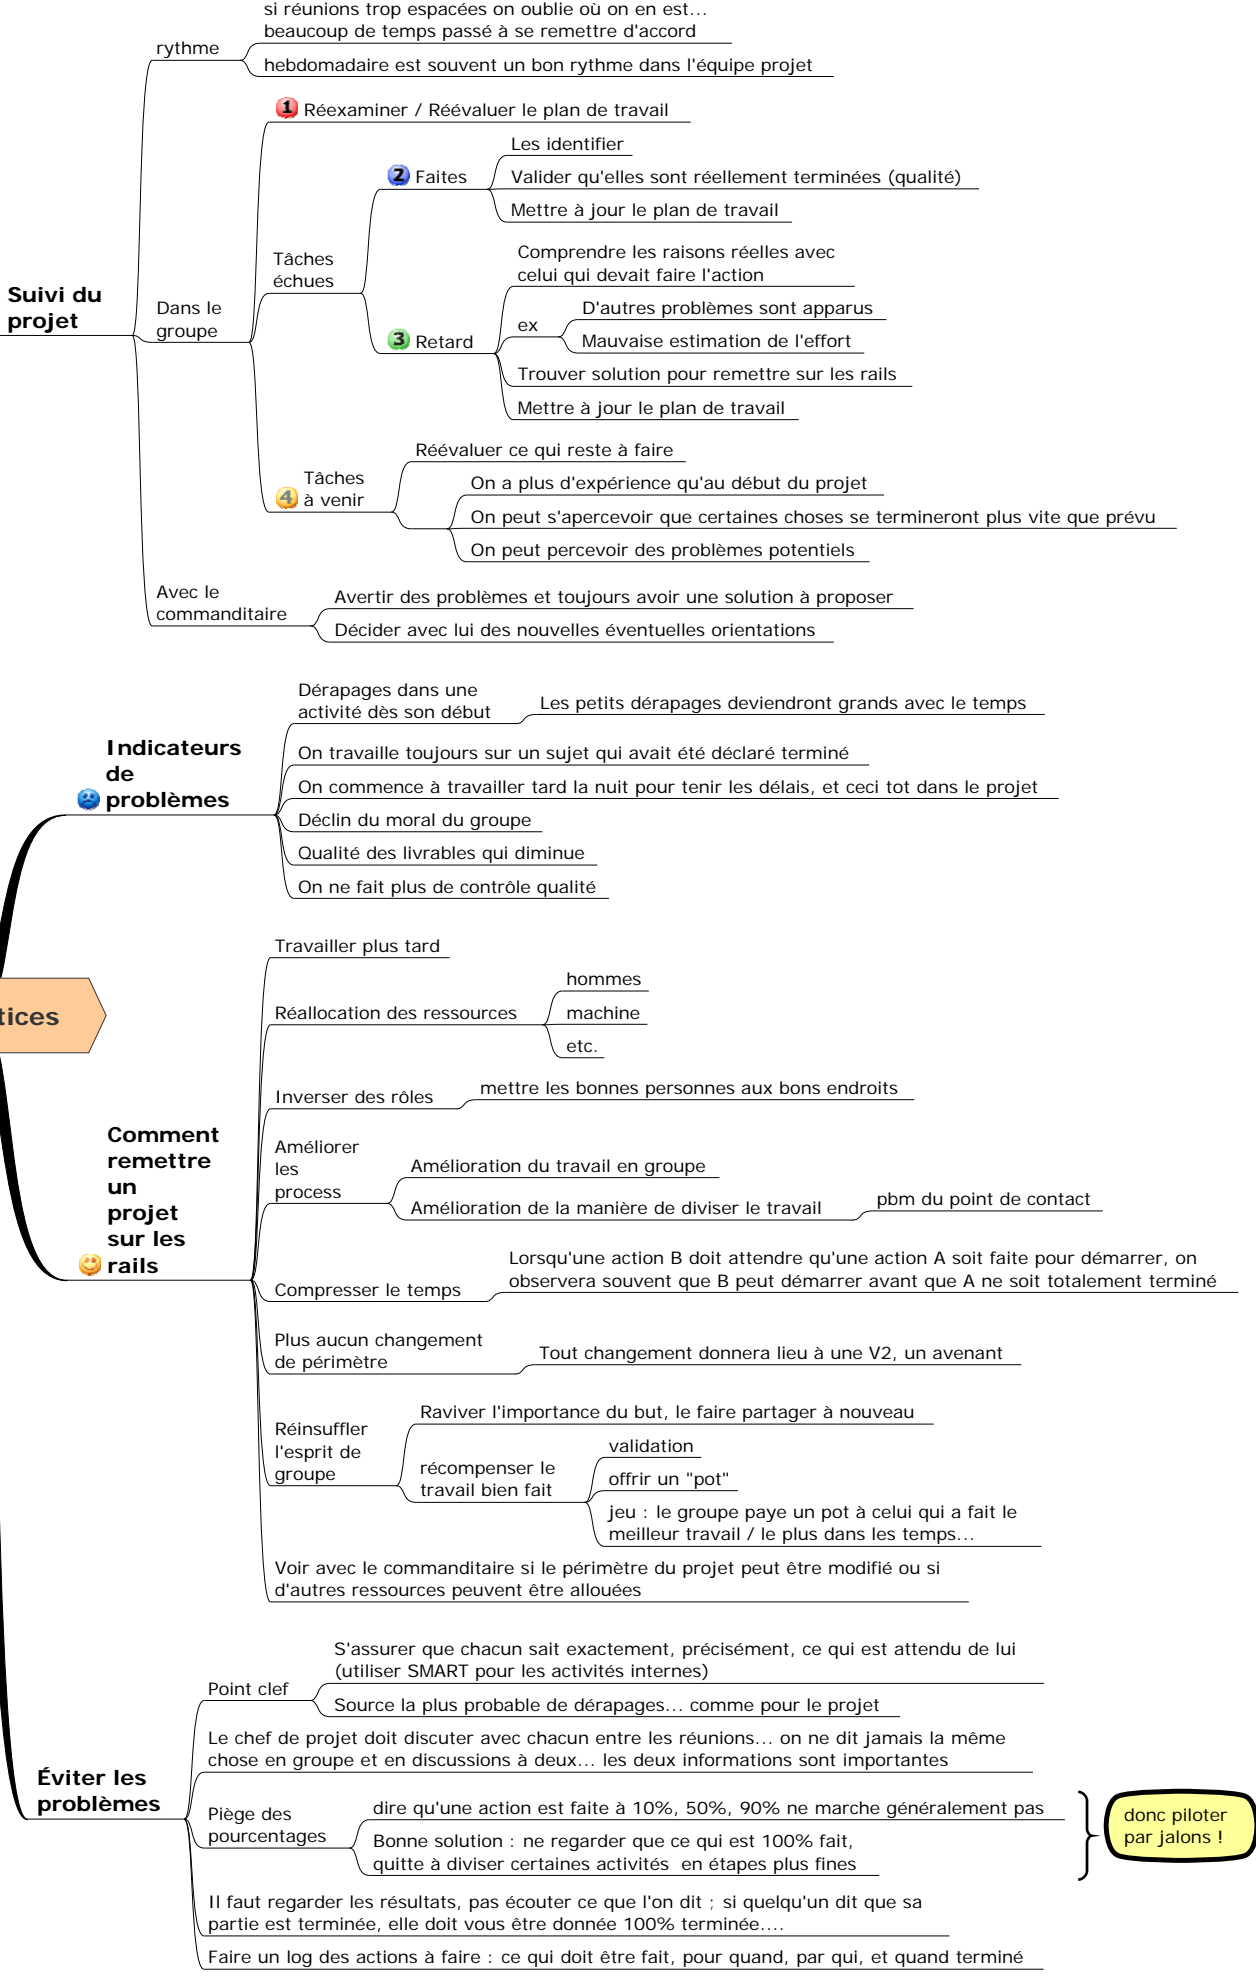 si réunions trop espacées on oublie où on en est...
beaucoup de temps passé à se remettre d'accord
rythme
hebdomadaire est souvent un bon rythme dans l'équipe projet
1 Réexaminer / Réévaluer le plan de travail
Les identifier
2 Faites
Valider qu'elles sont réellement terminées (qualité)
Mettre à jour le plan de travail
Tâches
échues
Comprendre les raisons réelles avec
celui qui devait faire l'action
Suivi du
projet
Dans le
groupe
D'autres problèmes sont apparus
ex
Mauvaise estimation de l'effort
3 Retard
Trouver solution pour remettre sur les rails
Mettre à jour le plan de travail
Réévaluer ce qui reste à faire
Tâches
4 à venir
On a plus d'expérience qu'au début du projet
On peut s'apercevoir que certaines choses se termineront plus vite que prévu
On peut percevoir des problèmes potentiels
Avec le
commanditaire
Avertir des problèmes et toujours avoir une solution à proposer
Décider avec lui des nouvelles éventuelles orientations
Dérapages dans une
activité dès son début
Les petits dérapages deviendront grands avec le temps
Indicateurs
de
problèmes
On travaille toujours sur un sujet qui avait été déclaré terminé
On commence à travailler tard la nuit pour tenir les délais, et ceci tot dans le projet
Déclin du moral du groupe
Qualité des livrables qui diminue
On ne fait plus de contrôle qualité
tices
Travailler plus tard
hommes
Réallocation des ressources
machine
etc.
Inverser des rôles
mettre les bonnes personnes aux bons endroits
Comment
remettre
un
projet
sur les
rails
Améliorer
les
process
Amélioration du travail en groupe
Amélioration de la manière de diviser le travail
pbm du point de contact
Compresser le temps
Lorsqu'une action B doit attendre qu'une action A soit faite pour démarrer, on
observera souvent que B peut démarrer avant que A ne soit totalement terminé
Plus aucun changement
de périmètre
Tout changement donnera lieu à une V2, un avenant
Réinsuffler
l'esprit de
groupe
Raviver l'importance du but, le faire partager à nouveau
récompenser le
travail bien fait
validation
offrir un "pot"
jeu : le groupe paye un pot à celui qui a fait le
meilleur travail / le plus dans les temps...
Voir avec le commanditaire si le périmètre du projet peut être modifié ou si
d'autres ressources peuvent être allouées
Éviter les
problèmes
Point clef
S'assurer que chacun sait exactement, précisément, ce qui est attendu de lui
(utiliser SMART pour les activités internes)
Source la plus probable de dérapages... comme pour le projet
Le chef de projet doit discuter avec chacun entre les réunions... on ne dit jamais la même
chose en groupe et en discussions à deux... les deux informations sont importantes
Piège des
pourcentages
dire qu'une action est faite à 10%, 50%, 90% ne marche généralement pas
Bonne solution : ne regarder que ce qui est 100% fait,
quitte à diviser certaines activités  en étapes plus fines
donc piloter
par jalons !
Il faut regarder les résultats, pas écouter ce que l'on dit ; si quelqu'un dit que sa
partie est terminée, elle doit vous être donnée 100% terminée....
Faire un log des actions à faire : ce qui doit être fait, pour quand, par qui, et quand terminé